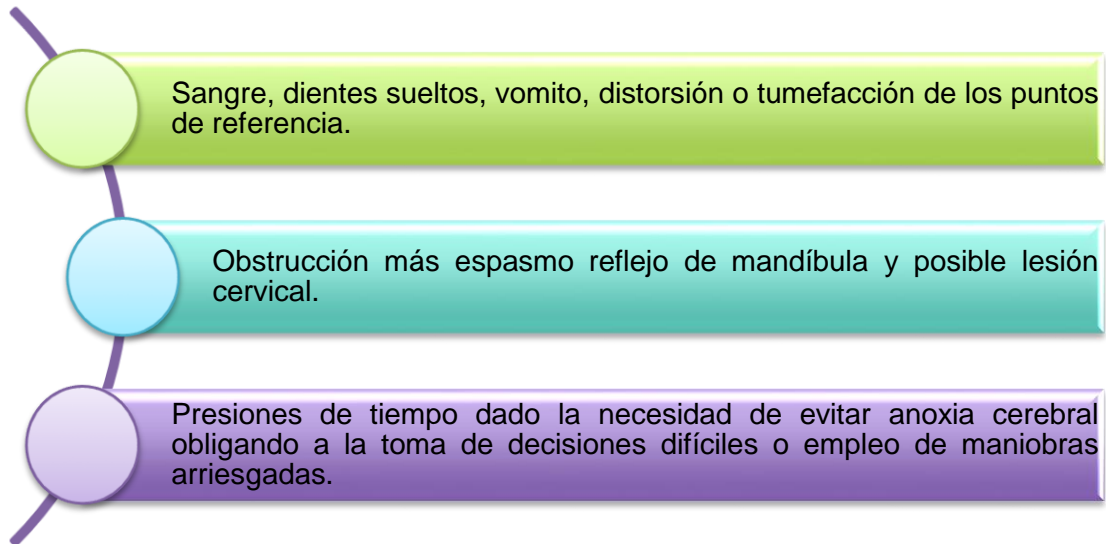 Sangre, dientes sueltos, vomito, distorsión o tumefacción de los puntos
de referencia.
Obstrucción más espasmo reflejo de mandíbula y posible lesión
cervical.
Presiones de tiempo dado la necesidad de evitar anoxia cerebral
obligando a la toma de decisiones difíciles o empleo de maniobras
arriesgadas.